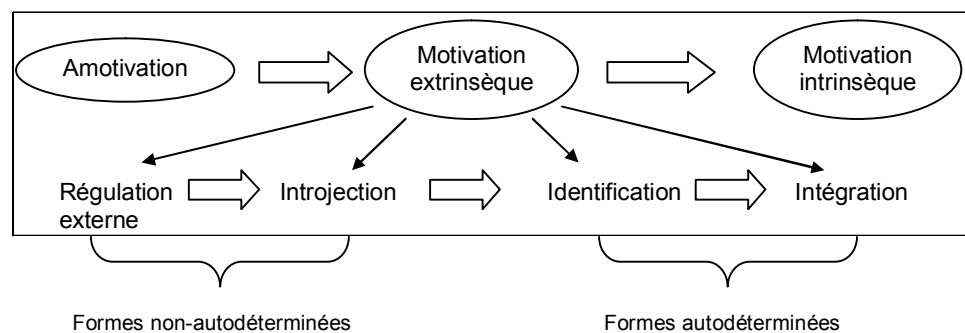 Amotivation
Motivation
extrinsèque
Motivation
intrinsèque
Régulation
externe
Introjection
Identification
Intégration
Formes non-autodéterminées
Formes autodéterminées